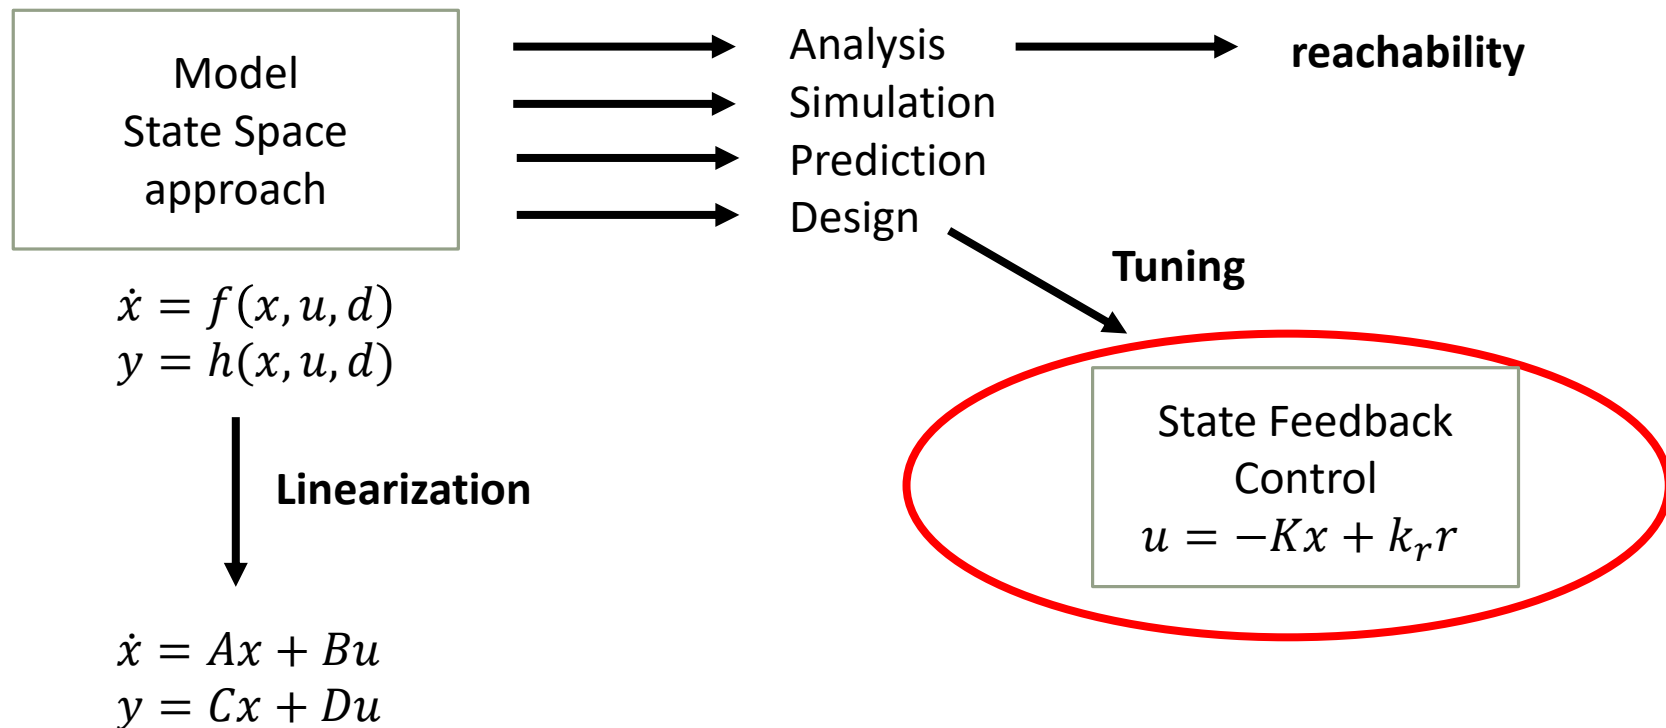 Model
State Space
approach
Analysis
Simulation
Prediction
Design
reachability
Tuning
ẋ = f(x, u, d)
y = h(x, u, d)
Linearization
State Feedback
Control
u = −Kx + kᵣr
ẋ = Ax + Bu
y = Cx + Du